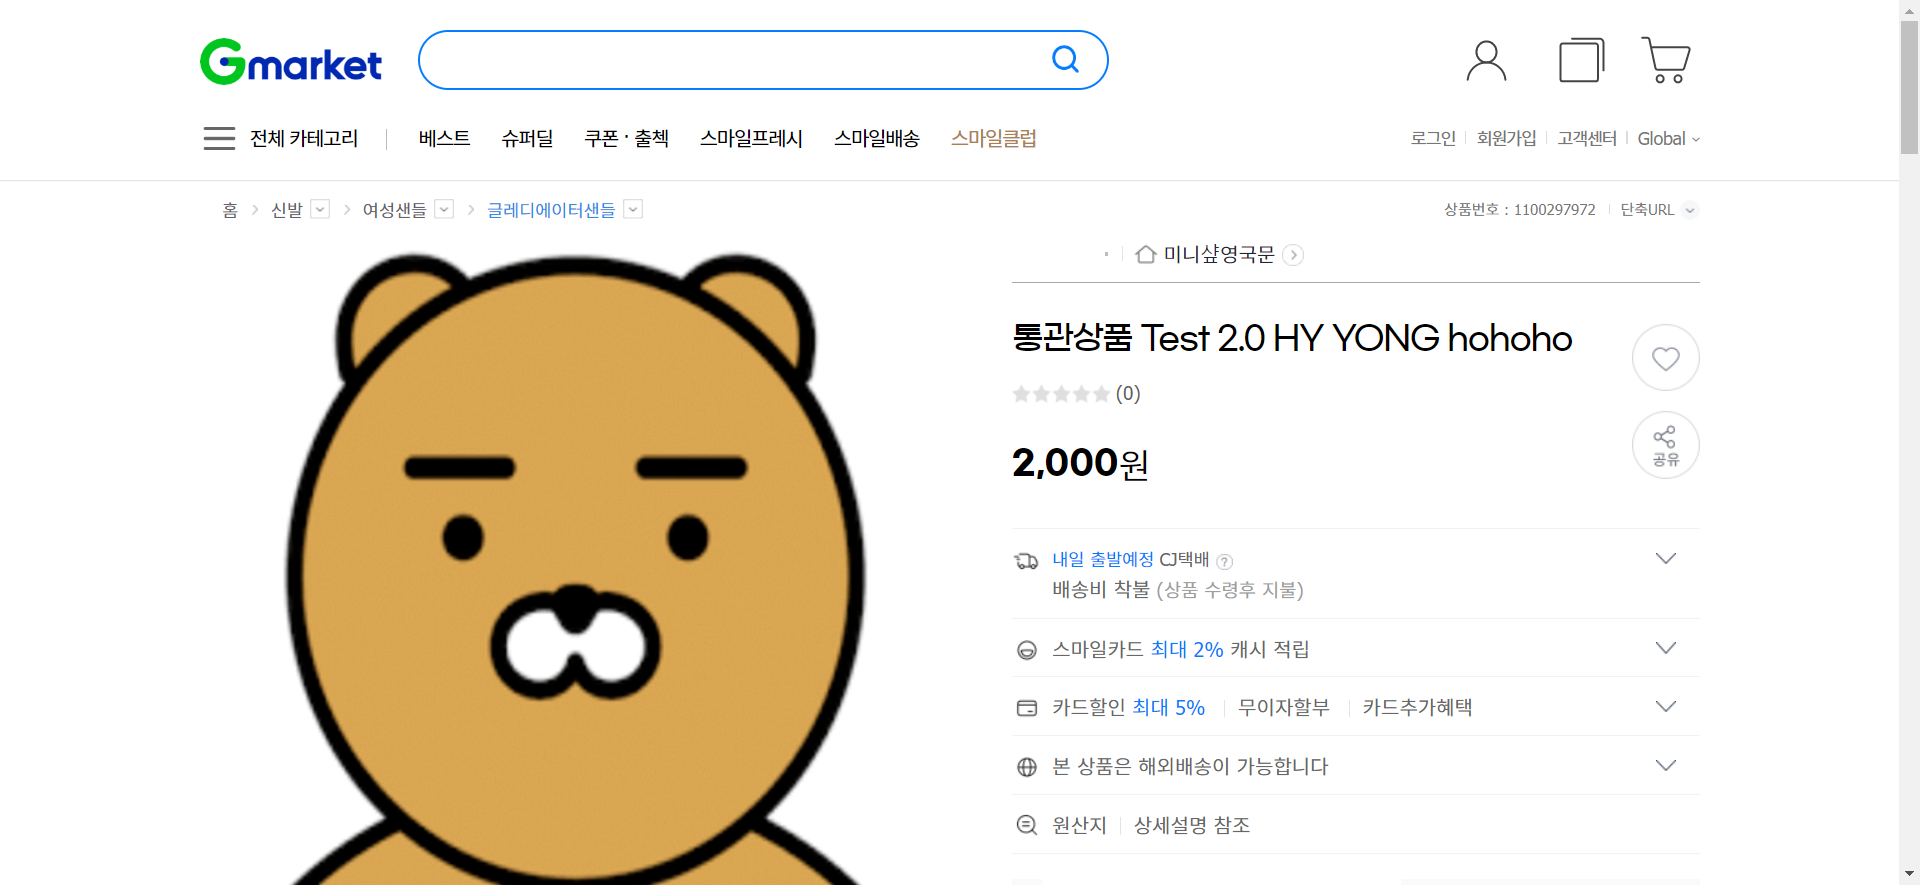 Gmarket
전체 카테고리
베스트 슈퍼딜 쿠폰 · 출첵 스마일프레시 스마일배송 스마일클럽
로그인 회원가입 고객센터 Global
홈 신발 여성샌들 글레디에이터샌들
상품번호 : 1100297972 단축URL
미니샾영국문
통관상품 Test 2.0 HY YONG hohoho
(0)
2,000원
공유
내일 출발예정 CJ택배 ?
배송비 착불 (상품 수령후 지불)
스마일카드 최대 2% 캐시 적립
카드할인 최대 5% 무이자할부 카드추가혜택
본 상품은 해외배송이 가능합니다
원산지 상세설명 참조